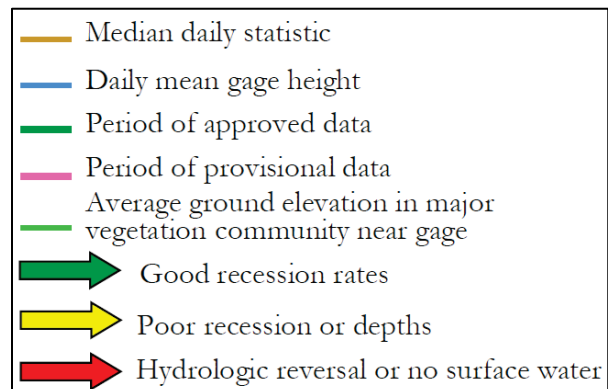 Median daily statistic
Daily mean gage height
Period of approved data
Period of provisional data
Average ground elevation in major
vegetation community near gage
Good recession rates
Poor recession or depths
Hydrologic reversal or no surface water